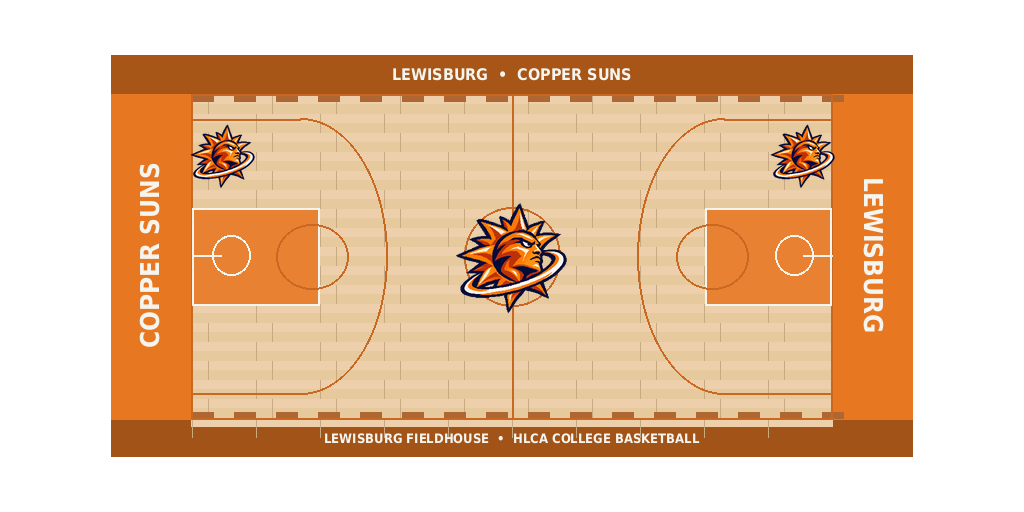 LEWISBURG • COPPER SUNS
COPPER SUNS
LEWISBURG
LEWISBURG FIELDHOUSE • HLCA COLLEGE BASKETBALL